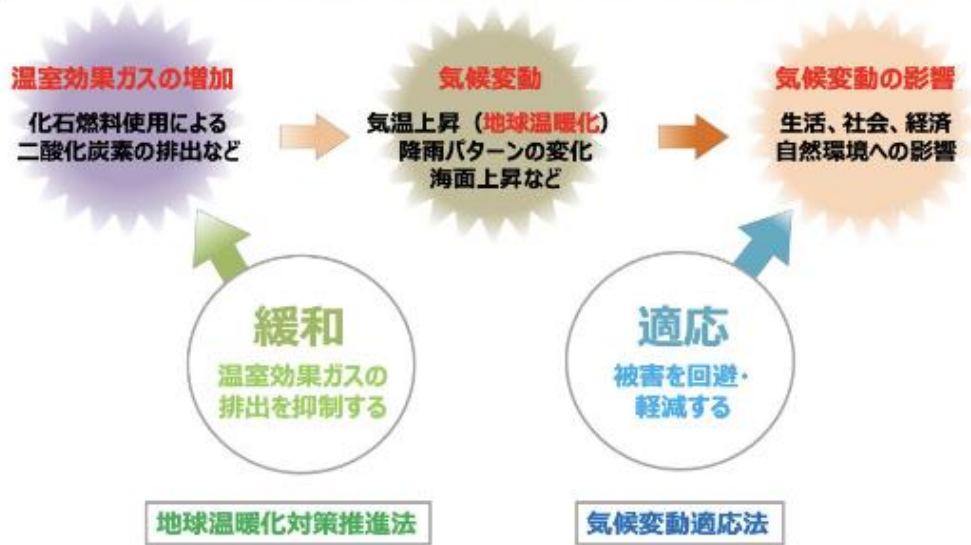 温室効果ガスの増加
化石燃料使用による
二酸化炭素の排出など
気候変動
気温上昇（地球温暖化）
降雨パターンの変化
海面上昇など
気候変動の影響
生活、社会、経済
自然環境への影響
緩和
温室効果ガスの
排出を抑制する
適応
被害を回避・
軽減する
地球温暖化対策推進法
気候変動適応法